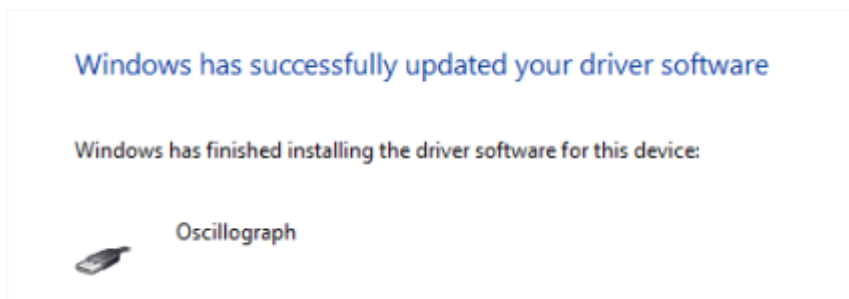 Windows has successfully updated your driver software
Windows has finished installing the driver software for this device:
Oscillograph